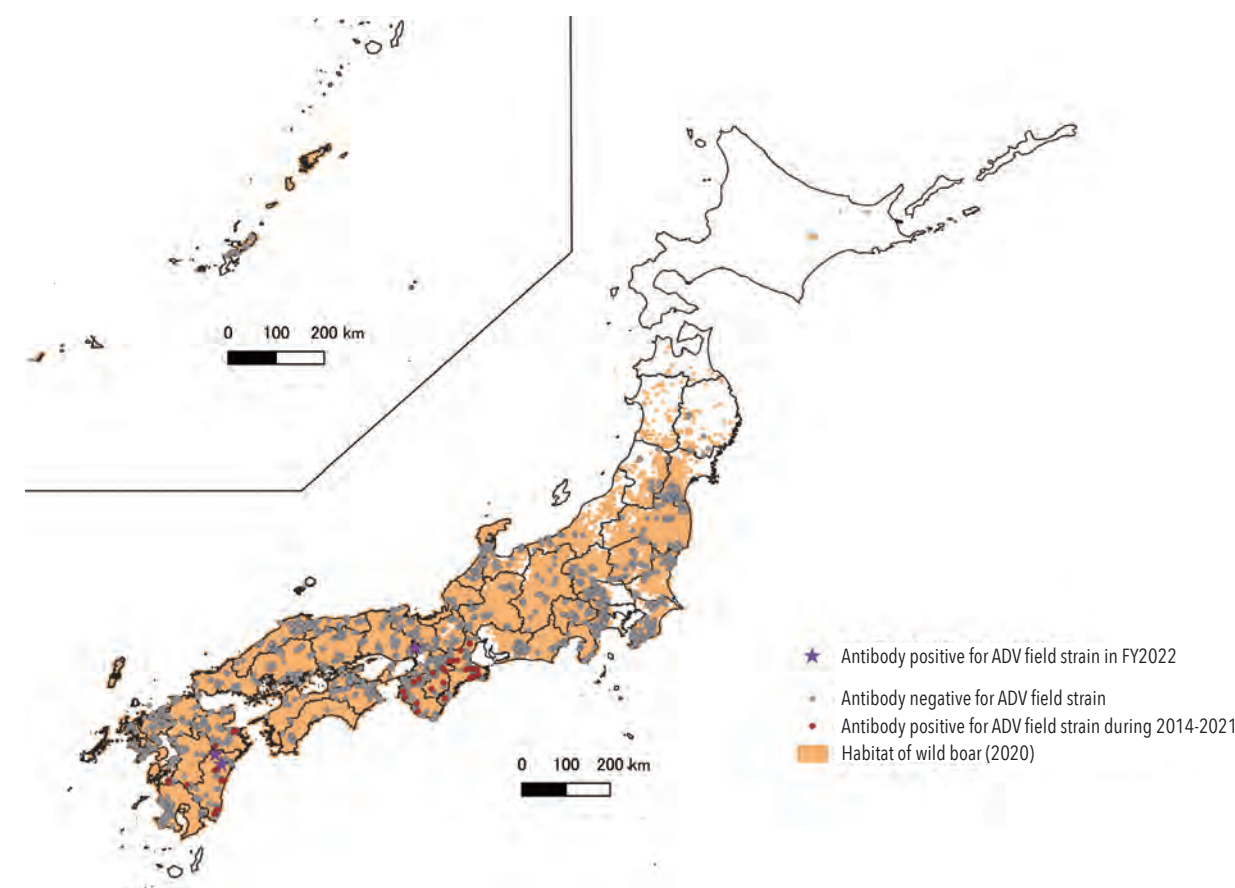 0 100 200 km
Antibody positive for ADV field strain in FY2022
Antibody negative for ADV field strain
Antibody positive for ADV field strain during 2014-2021
Habitat of wild boar (2020)
0 100 200 km